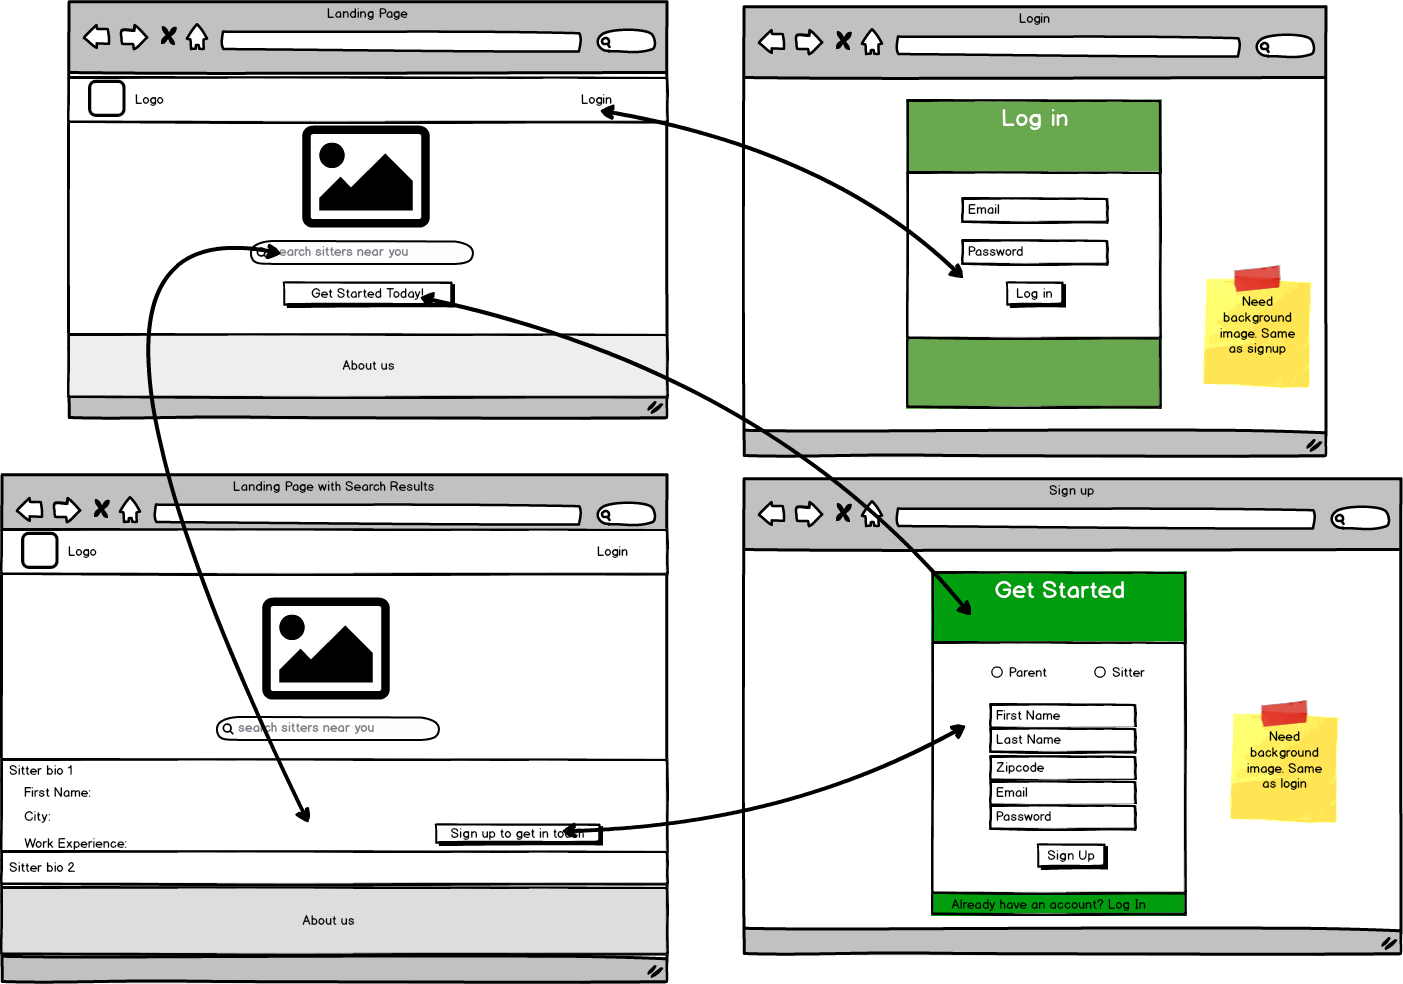 Landing Page
Logo
Login
search sitters near you
Get Started Today!
About us
Login
Log in
Email
Password
Log in
Need
background
image. Same
as signup
Landing Page with Search Results
Logo
Login
search sitters near you
Sitter bio 1
First Name:
City:
Work Experience:
Sign up to get in touch
Sitter bio 2
About us
Sign up
Get Started
Parent
Sitter
First Name
Last Name
Zipcode
Email
Password
Sign Up
Already have an account? Log In
Need
background
image. Same
as login